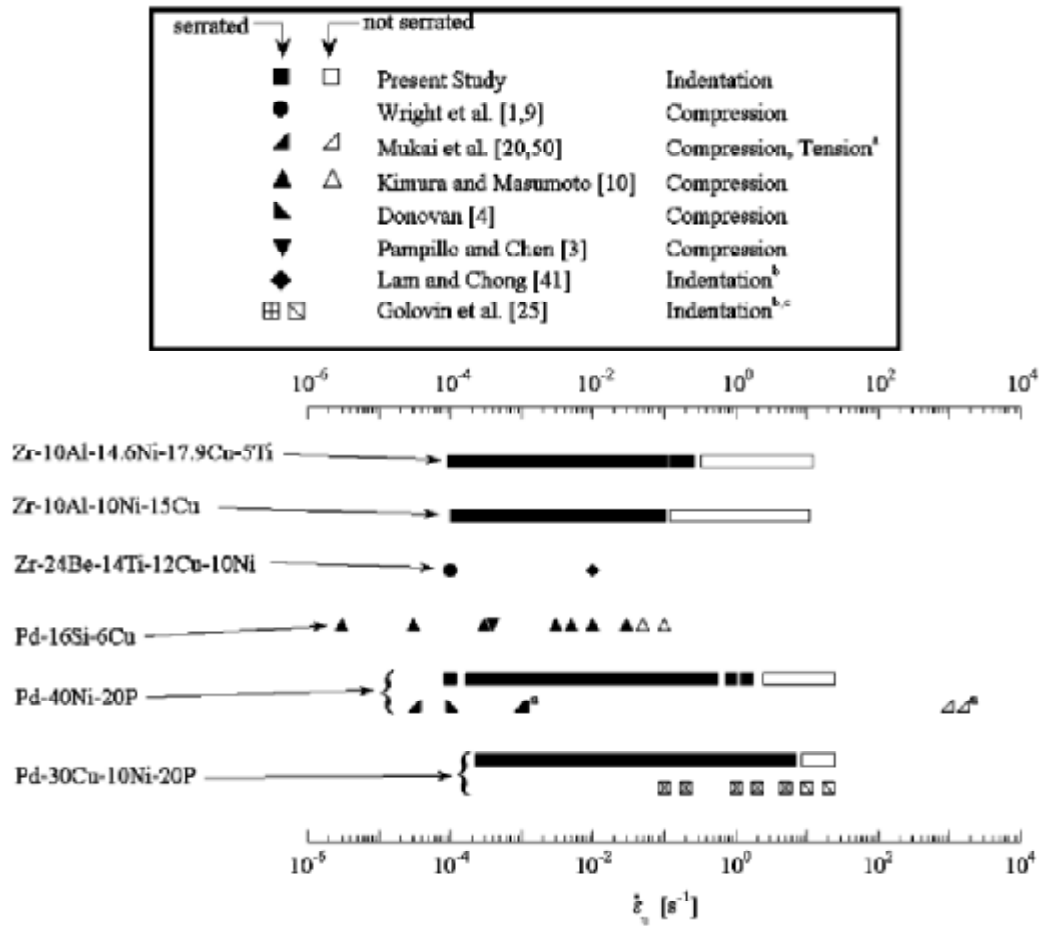 serrated not serrated
Present Study Indentation
Wright et al. [1,9] Compression
Mukai et al. [20,50] Compression, Tension^a
Kimura and Masumoto [10] Compression
Donovan [4] Compression
Pampillo and Chen [3] Compression
Lam and Chong [41] Indentation^b
Golovin et al. [25] Indentation^b,c
10^-6 10^-4 10^-2 10^0 10^2 10^4
Zr-10Al-14.6Ni-17.9Cu-5Ti
Zr-10Al-10Ni-15Cu
Zr-24Be-14Ti-12Cu-10Ni
Pd-16Si-6Cu
Pd-40Ni-20P
a a
Pd-30Cu-10Ni-20P
10^-6 10^-4 10^-2 10^0 10^2 10^4
[s^-1]